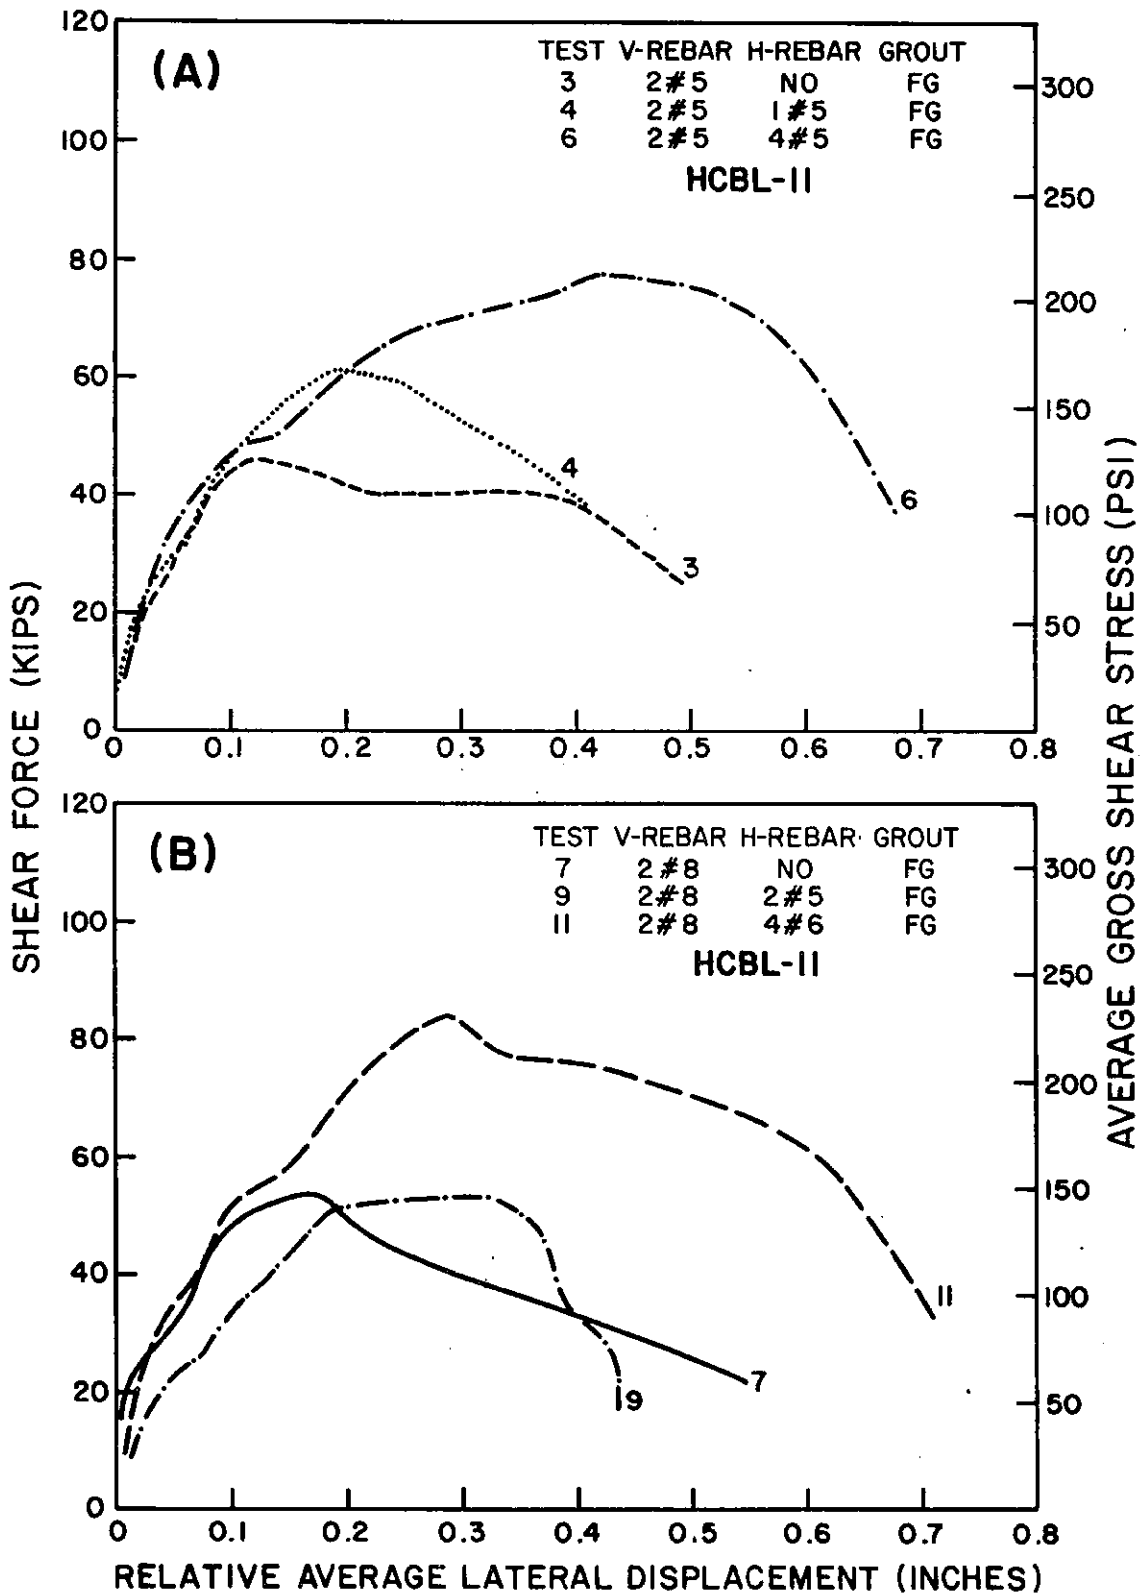 120
100
80
60
40
20
0
(A)
TEST V-REBAR H-REBAR GROUT
3 2#5 NO FG
4 2#5 1#5 FG
6 2#5 4#5 FG
HCBL-11
4
3
6
300
250
200
150
100
50
0 0.1 0.2 0.3 0.4 0.5 0.6 0.7 0.8
SHEAR FORCE (KIPS)
AVERAGE GROSS SHEAR STRESS (PSI)
120
100
80
60
40
20
0
(B)
TEST V-REBAR H-REBAR GROUT
7 2#8 NO FG
9 2#8 2#5 FG
11 2#8 4#6 FG
HCBL-11
9
7
11
300
250
200
150
100
50
0 0.1 0.2 0.3 0.4 0.5 0.6 0.7 0.8
RELATIVE AVERAGE LATERAL DISPLACEMENT (INCHES)